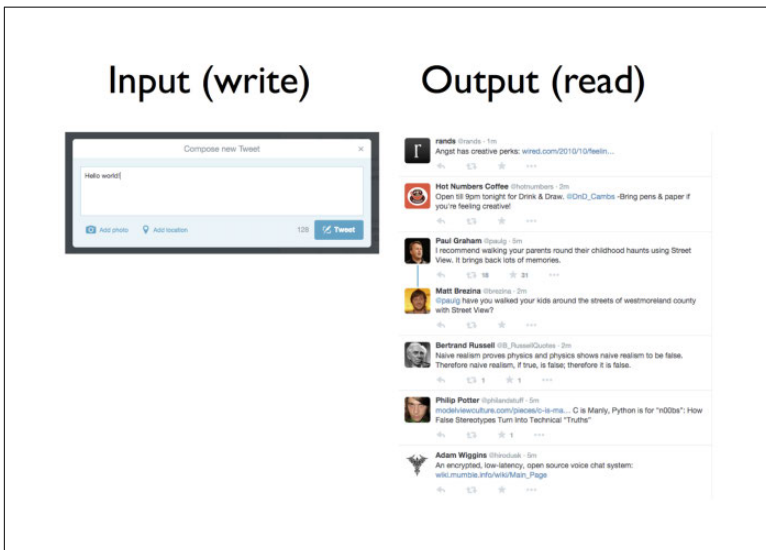 Input (write)
Output (read)
Compose new Tweet ×
Hello world!
Add photo Add location 128 Tweet
rands @rands · 1m
Angst has creative perks: wired.com/2010/10/feelin…
Hot Numbers Coffee @hotnumbers · 2m
Open till 9pm tonight for Drink & Draw. @DnD_Cambs -Bring pens & paper if
you're feeling creative!
Paul Graham @paulg · 5m
I recommend walking your parents round their childhood haunts using Street
View. It brings back lots of memories.
18 31
Matt Brezina @brezina · 2m
@paulg have you walked your kids around the streets of westmoreland county
with Street View?
Bertrand Russell @B_RussellQuotes · 2m
Naive realism proves physics and physics shows naive realism to be false.
Therefore naive realism, if true, is false; therefore it is false.
1 1
Philip Potter @philandstuff · 5m
modelviewculture.com/pieces/c-is-ma… C is Manly, Python is for "n00bs": How
False Stereotypes Turn Into Technical "Truths"
1
Adam Wiggins @hirodusk · 5m
An encrypted, low-latency, open source voice chat system:
wiki.mumble.info/wiki/Main_Page